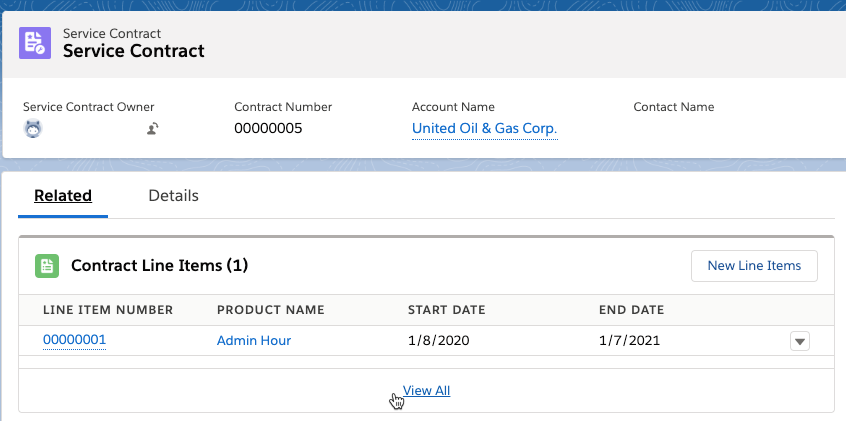 Service Contract
Service Contract
Service Contract Owner Contract Number Account Name Contact Name
00000005 United Oil & Gas Corp.
Related Details
Contract Line Items (1) New Line Items
LINE ITEM NUMBER PRODUCT NAME START DATE END DATE
00000001 Admin Hour 1/8/2020 1/7/2021
View All